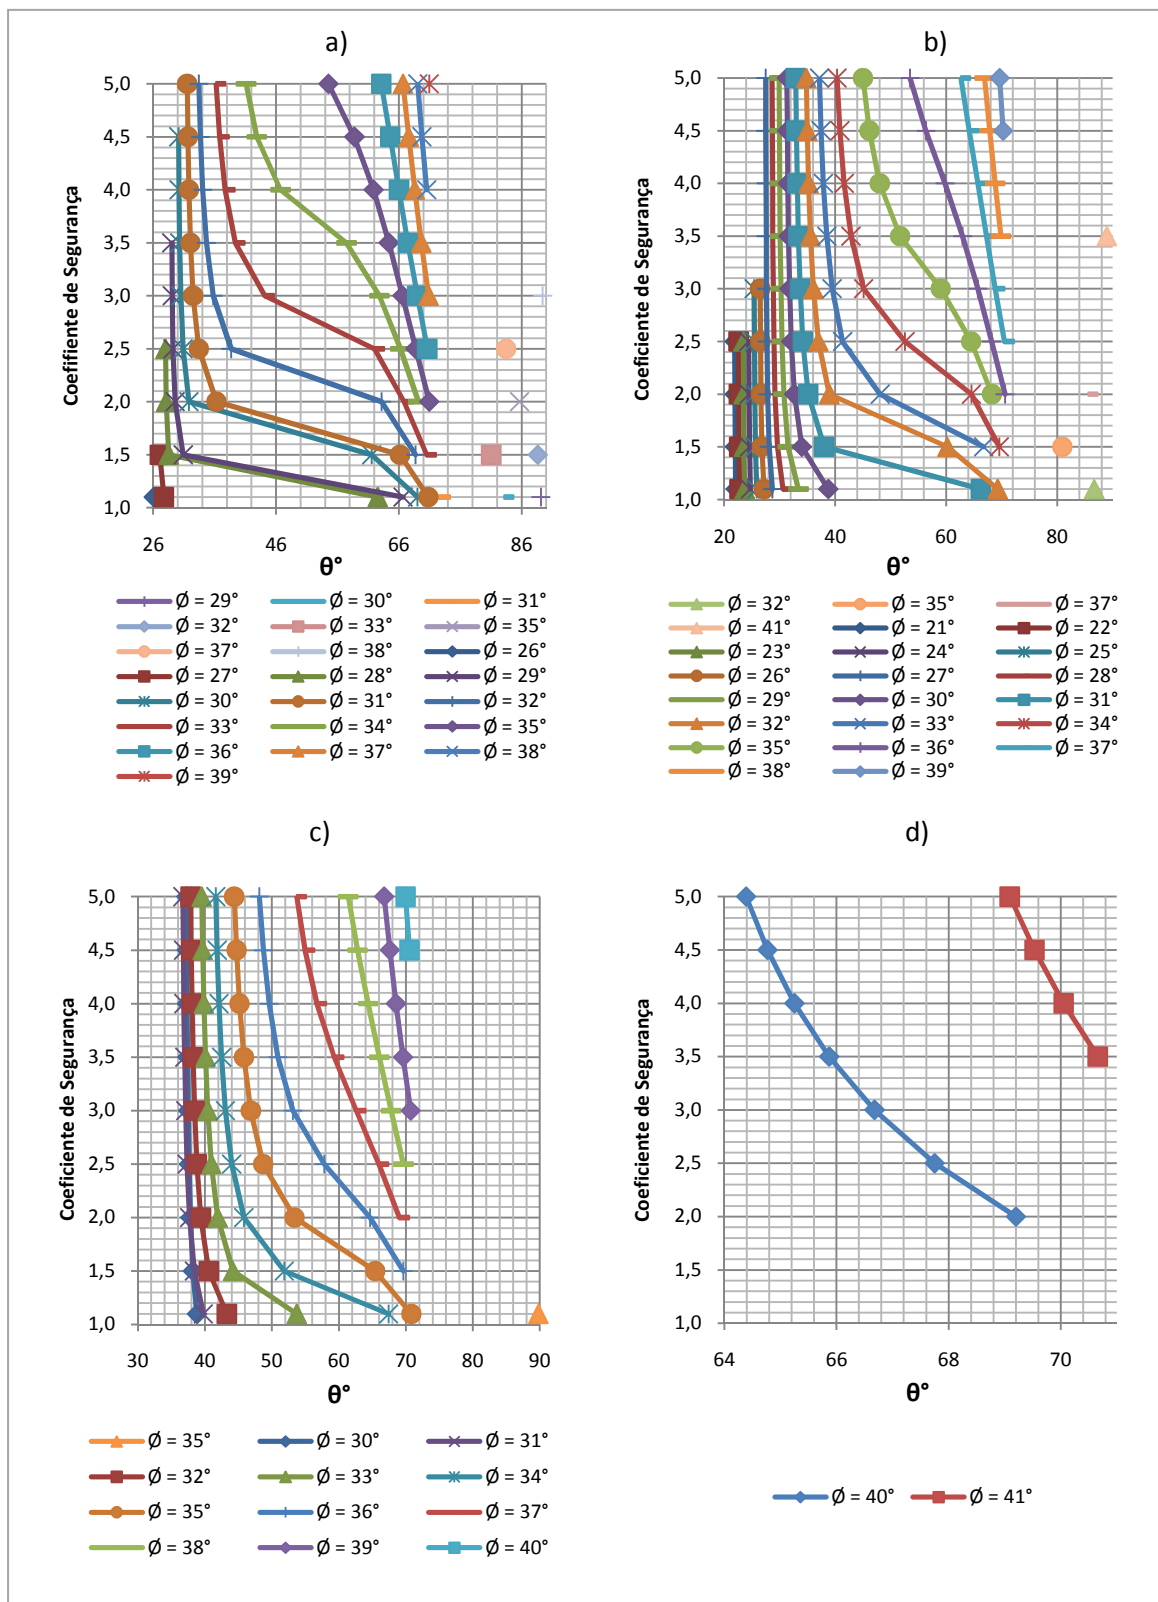 a)
5,0
4,5
4,0
3,5
3,0
2,5
2,0
1,5
1,0
Coeffiente de Segurança
26 46 66 86
θ°
Ø = 29° Ø = 30° Ø = 31°
Ø = 32° Ø = 33° Ø = 35°
Ø = 37° Ø = 38° Ø = 26°
Ø = 27° Ø = 28° Ø = 29°
Ø = 30° Ø = 31° Ø = 32°
Ø = 33° Ø = 34° Ø = 35°
Ø = 36° Ø = 37° Ø = 38°
Ø = 39°
b)
5,0
4,5
4,0
3,5
3,0
2,5
2,0
1,5
1,0
Coeficiente de Segurança
20 40 60 80
θ°
Ø = 32° Ø = 35° Ø = 37°
Ø = 41° Ø = 21° Ø = 22°
Ø = 23° Ø = 24° Ø = 25°
Ø = 26° Ø = 27° Ø = 28°
Ø = 29° Ø = 30° Ø = 31°
Ø = 32° Ø = 33° Ø = 34°
Ø = 35° Ø = 36° Ø = 37°
Ø = 38° Ø = 39°
c)
5,0
4,5
4,0
3,5
3,0
2,5
2,0
1,5
1,0
Coeficiente de Segurança
30 40 50 60 70 80 90
θ°
Ø = 35° Ø = 30° Ø = 31°
Ø = 32° Ø = 33° Ø = 34°
Ø = 35° Ø = 36° Ø = 37°
Ø = 38° Ø = 39° Ø = 40°
d)
5,0
4,5
4,0
3,5
3,0
2,5
2,0
1,5
1,0
Coeficiente de Segurança
64 66 68 70
θ°
Ø = 40° Ø = 41°